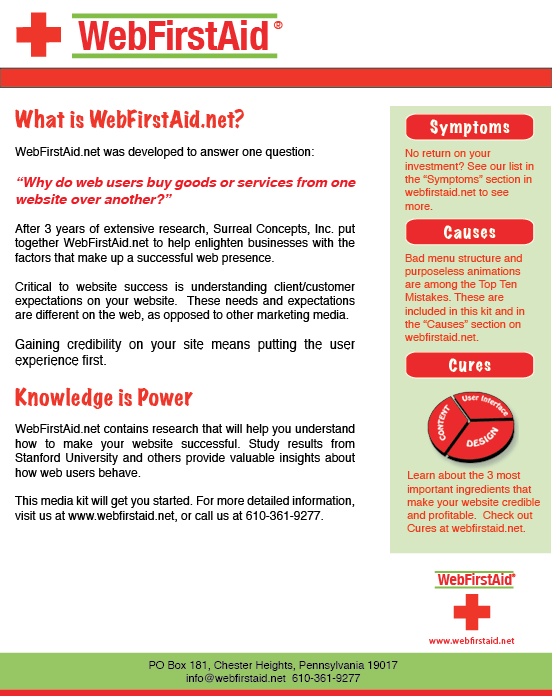 WebFirstAid®
What is WebFirstAid.net?
WebFirstAid.net was developed to answer one question:
“Why do web users buy goods or services from one
website over another?”
After 3 years of extensive research, Surreal Concepts, Inc. put
together WebFirstAid.net to help enlighten businesses with the
factors that make up a successful web presence.
Critical to website success is understanding client/customer
expectations on your website.  These needs and expectations
are different on the web, as opposed to other marketing media.
Gaining credibility on your site means putting the user
experience first.
Knowledge is Power
WebFirstAid.net contains research that will help you understand
how to make your website successful. Study results from
Stanford University and others provide valuable insights about
how web users behave.
This media kit will get you started. For more detailed information,
visit us at www.webfirstaid.net, or call us at 610-361-9277.
Symptoms
No return on your
investment? See our list in
the “Symptoms” section in
webfirstaid.net to see
more.
Causes
Bad menu structure and
purposeless animations
are among the Top Ten
Mistakes. These are
included in this kit and in
the “Causes” section on
webfirstaid.net.
Cures
CONTENT
User Interface
DESIGN
Learn about the 3 most
important ingredients that
make your website credible
and profitable.  Check out
Cures at webfirstaid.net.
WebFirstAid®
www.webfirstaid.net
PO Box 181, Chester Heights, Pennsylvania 19017
info@webfirstaid.net  610-361-9277